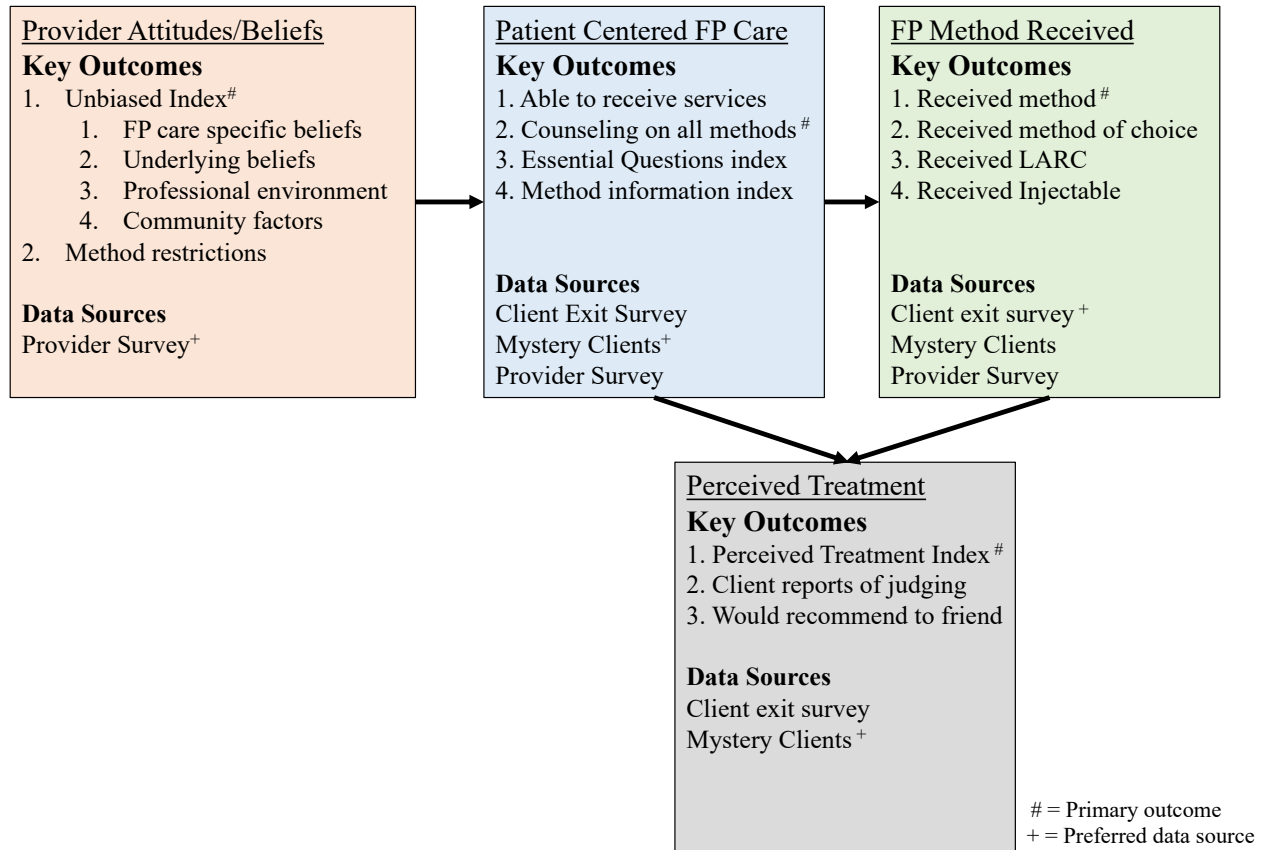 Provider Attitudes/Beliefs
Key Outcomes
1. Unbiased Index#
1. FP care specific beliefs
2. Underlying beliefs
3. Professional environment
4. Community factors
2. Method restrictions
Data Sources
Provider Survey+
Patient Centered FP Care
Key Outcomes
1. Able to receive services
2. Counseling on all methods #
3. Essential Questions index
4. Method information index
Data Sources
Client Exit Survey
Mystery Clients+
Provider Survey
FP Method Received
Key Outcomes
1. Received method #
2. Received method of choice
3. Received LARC
4. Received Injectable
Data Sources
Client exit survey +
Mystery Clients
Provider Survey
Perceived Treatment
Key Outcomes
1. Perceived Treatment Index #
2. Client reports of judging
3. Would recommend to friend
Data Sources
Client exit survey
Mystery Clients +
# = Primary outcome
+ = Preferred data source